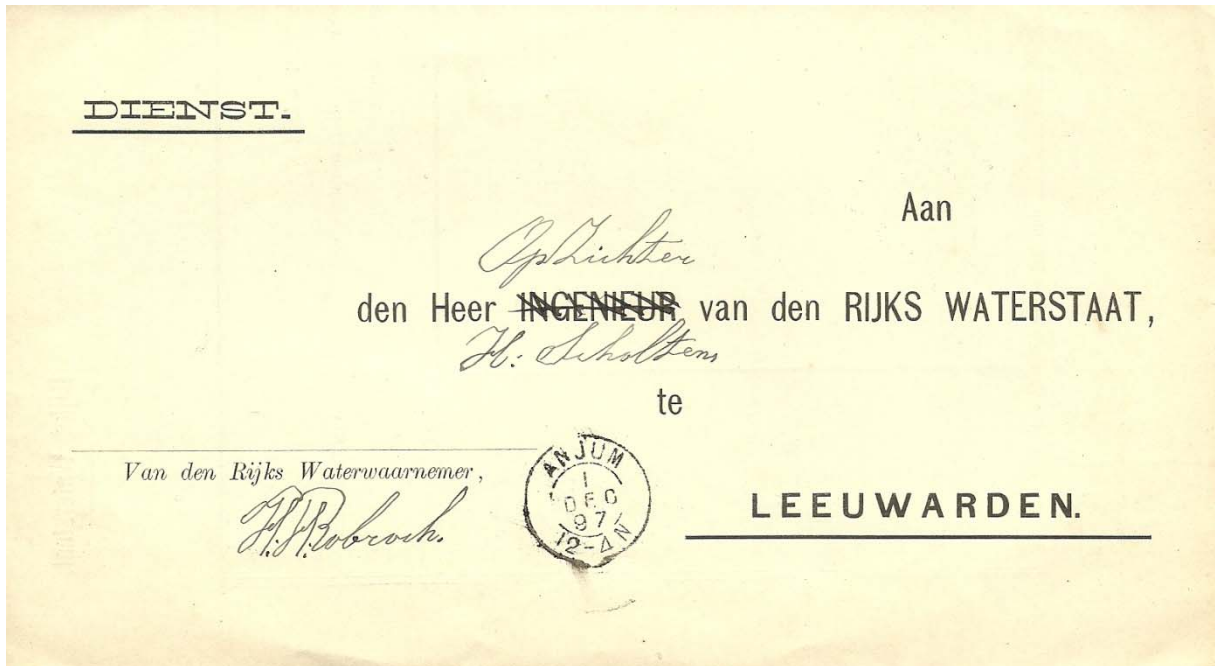 DIENST.
Aan
Opzichter
den Heer INGENIEUR van den RIJKS WATERSTAAT,
H. Scholtens
te
Van den Rijks Waterwaarnemer,
LEEUWARDEN.
ANJUM
1
DEC
97
12-4 N